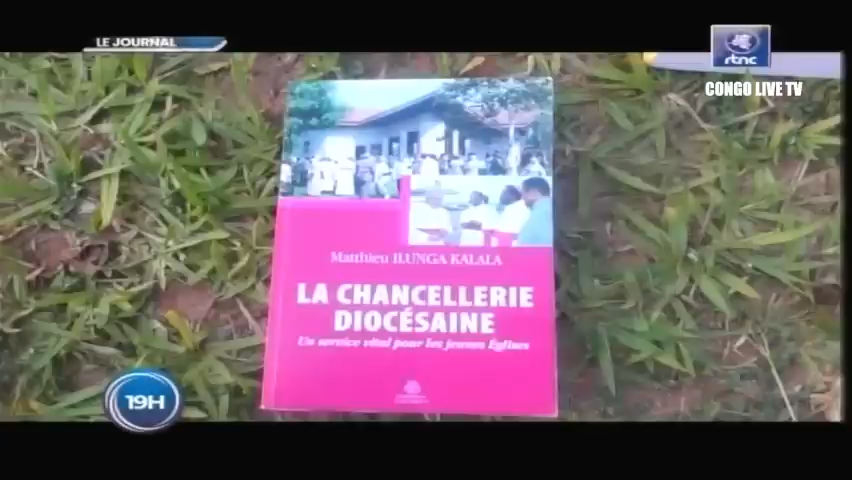 LE JOURNAL
rtnc
CONGO LIVE TV
Matthieu ILUNGA KALALA
LA CHANCELLERIE
DIOCÉSAINE
Un service vital pour les jeunes Églises
19H